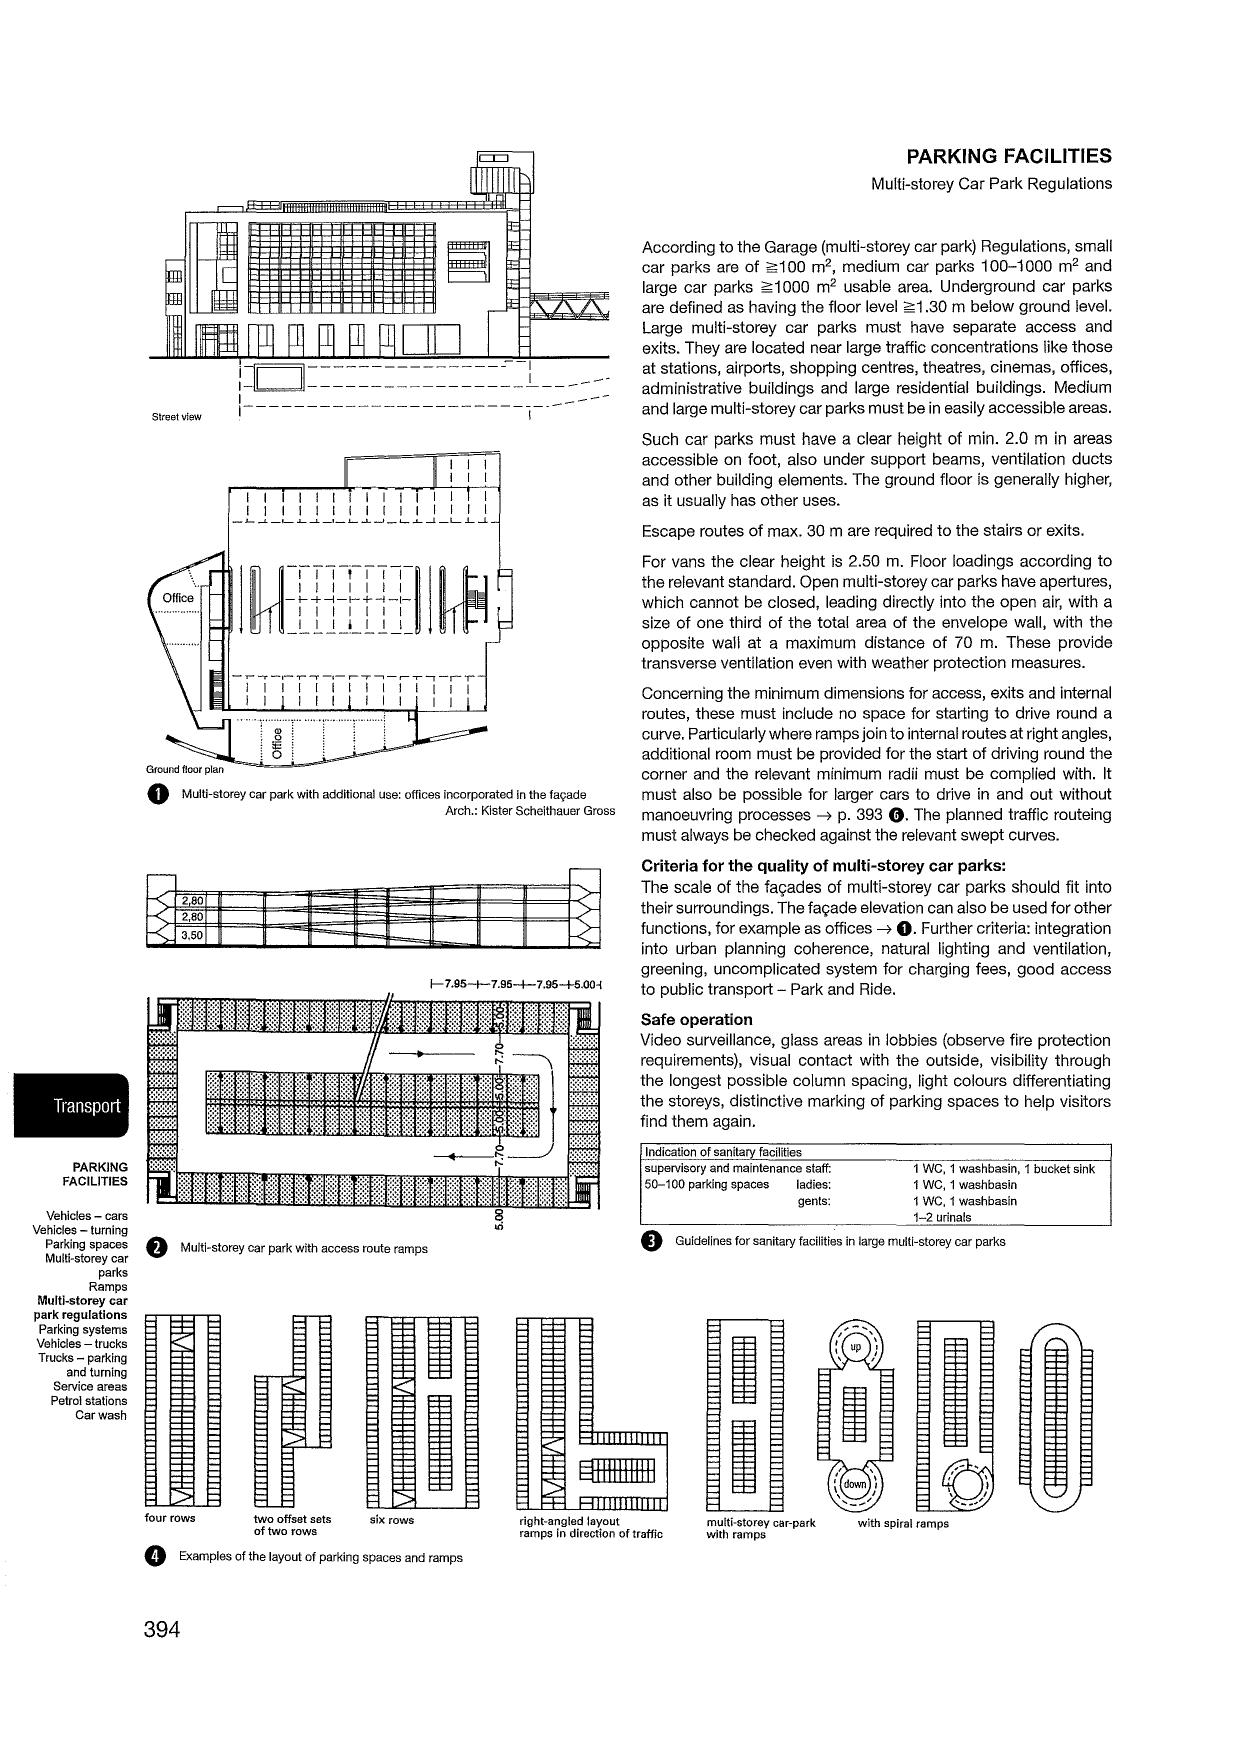 PARKING FACILITIES
Multi-storey Car Park Regulations
According to the Garage (multi-storey car park) Regulations, small
car parks are of ≧100 m², medium car parks 100–1000 m² and
large car parks ≧1000 m² usable area. Underground car parks
are defined as having the floor level ≧1.30 m below ground level.
Large multi-storey car parks must have separate access and
exits. They are located near large traffic concentrations like those
at stations, airports, shopping centres, theatres, cinemas, offices,
administrative buildings and large residential buildings. Medium
and large multi-storey car parks must be in easily accessible areas.
Such car parks must have a clear height of min. 2.0 m in areas
accessible on foot, also under support beams, ventilation ducts
and other building elements. The ground floor is generally higher,
as it usually has other uses.
Escape routes of max. 30 m are required to the stairs or exits.
For vans the clear height is 2.50 m. Floor loadings according to
the relevant standard. Open multi-storey car parks have apertures,
which cannot be closed, leading directly into the open air, with a
size of one third of the total area of the envelope wall, with the
opposite wall at a maximum distance of 70 m. These provide
transverse ventilation even with weather protection measures.
Concerning the minimum dimensions for access, exits and internal
routes, these must include no space for starting to drive round a
curve. Particularly where ramps join to internal routes at right angles,
additional room must be provided for the start of driving round the
corner and the relevant minimum radii must be complied with. It
must also be possible for larger cars to drive in and out without
manoeuvring processes → p. 393 ❻. The planned traffic routeing
must always be checked against the relevant swept curves.
Criteria for the quality of multi-storey car parks:
The scale of the façades of multi-storey car parks should fit into
their surroundings. The façade elevation can also be used for other
functions, for example as offices → ❶. Further criteria: integration
into urban planning coherence, natural lighting and ventilation,
greening, uncomplicated system for charging fees, good access
to public transport – Park and Ride.
Safe operation
Video surveillance, glass areas in lobbies (observe fire protection
requirements), visual contact with the outside, visibility through
the longest possible column spacing, light colours differentiating
the storeys, distinctive marking of parking spaces to help visitors
find them again.
Indication of sanitary facilities
supervisory and maintenance staff: 1 WC, 1 washbasin, 1 bucket sink
50–100 parking spaces ladies: 1 WC, 1 washbasin
gents: 1 WC, 1 washbasin
1–2 urinals
❸ Guidelines for sanitary facilities in large multi-storey car parks
Street view
Office
Office
Ground floor plan
❶ Multi-storey car park with additional use: offices incorporated in the façade
Arch.: Kister Scheithauer Gross
2,80
2,80
3,50
7.95 7.95 7.95 5.00
5.00
7.70
5.00
5.00
7.70
5.00
❷ Multi-storey car park with access route ramps
Transport
PARKING
FACILITIES
Vehicles – cars
Vehicles – turning
Parking spaces
Multi-storey car
parks
Ramps
Multi-storey car
park regulations
Parking systems
Vehicles – trucks
Trucks – parking
and turning
Service areas
Petrol stations
Car wash
up
down
four rows
two offset sets
of two rows
six rows
right-angled layout
ramps in direction of traffic
multi-storey car-park
with ramps
with spiral ramps
❹ Examples of the layout of parking spaces and ramps
394